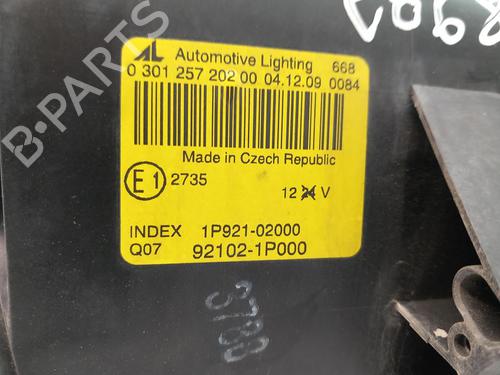 AL Automotive Lighting 668
0 301 257 202 00 04.12.09 0084
Made in Czech Republic
E1 2735
12 24 V
INDEX 1P921-02000
Q07 92102-1P000
3788
B-PARTS